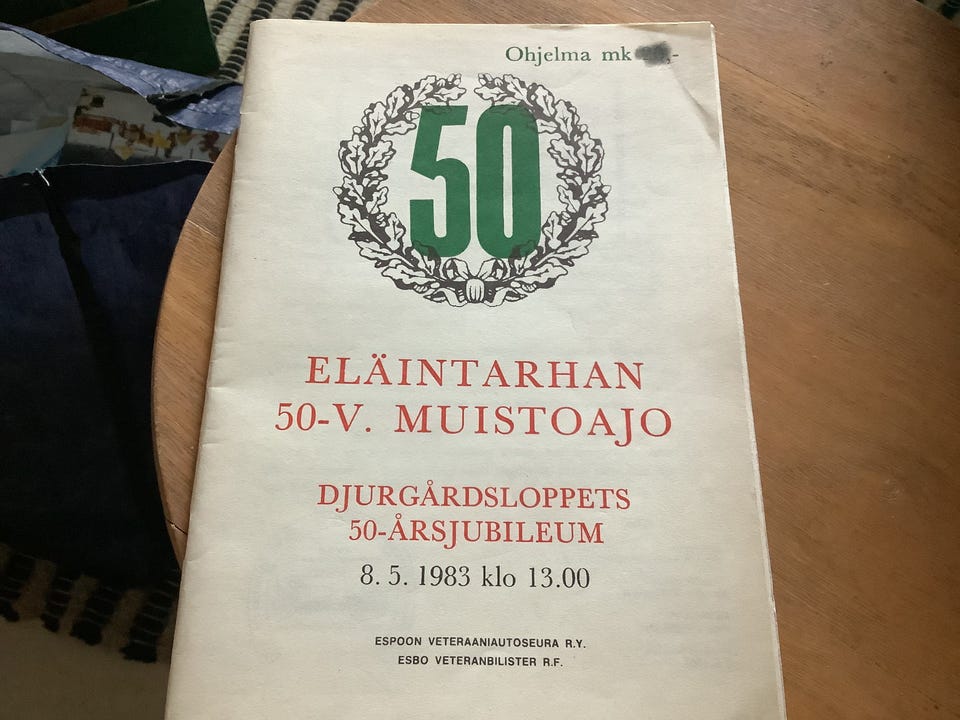 Ohjelma mk ,-
50
ELÄINTARHAN
50-V. MUISTOAJO
DJURGÅRDSLOPPETS
50-ÅRSJUBILEUM
8. 5. 1983 klo 13.00
ESPOON VETERAANIAUTOSEURA R.Y.
ESBO VETERANBILISTER R.F.